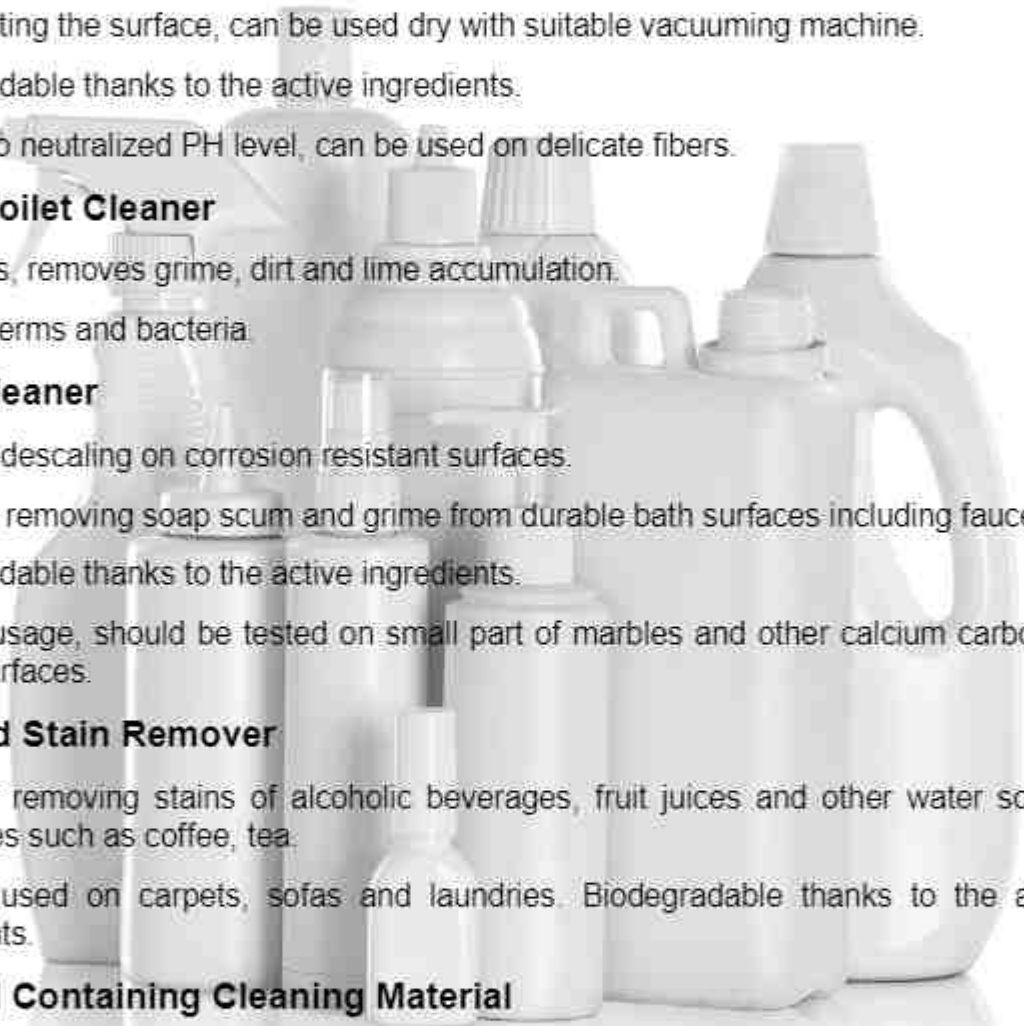 ting the surface, can be used dry with suitable vacuuming machine.
dable thanks to the active ingredients.
o neutralized PH level, can be used on delicate fibers.
oilet Cleaner
s, removes grime, dirt and lime accumulation.
erms and bacteria.
eaner
descaling on corrosion resistant surfaces.
removing soap scum and grime from durable bath surfaces including fauce
dable thanks to the active ingredients.
usage, should be tested on small part of marbles and other calcium carbo
rfaces.
d Stain Remover
removing stains of alcoholic beverages, fruit juices and other water so
es such as coffee, tea.
used on carpets, sofas and laundries. Biodegradable thanks to the a
ts.
l Containing Cleaning Material